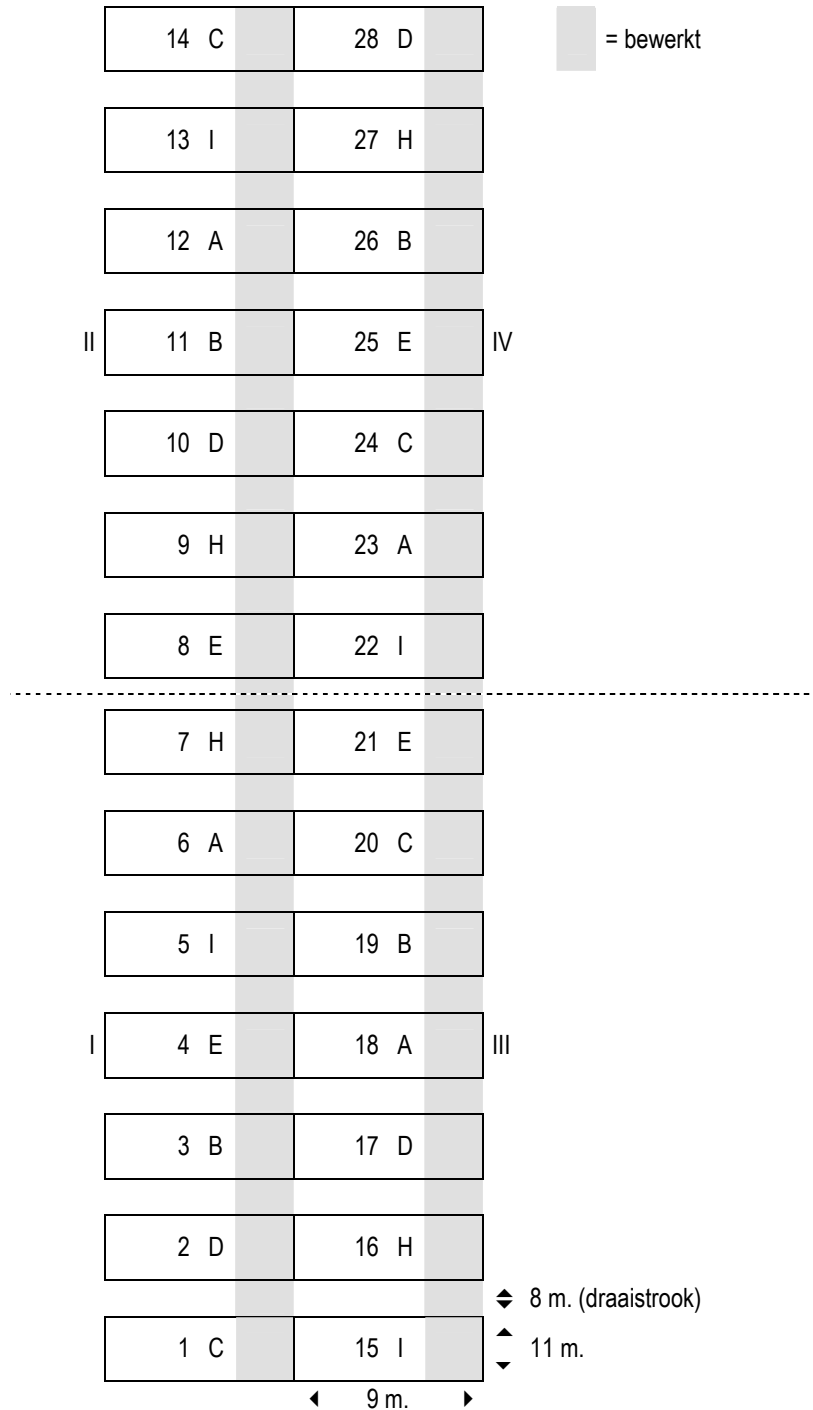 14 C 28 D = bewerkt
13 I 27 H
12 A 26 B
II 11 B 25 E IV
10 D 24 C
9 H 23 A
8 E 22 I
7 H 21 E
6 A 20 C
5 I 19 B
I 4 E 18 A III
3 B 17 D
2 D 16 H
8 m. (draaistrook)
1 C 15 I 11 m.
9 m.